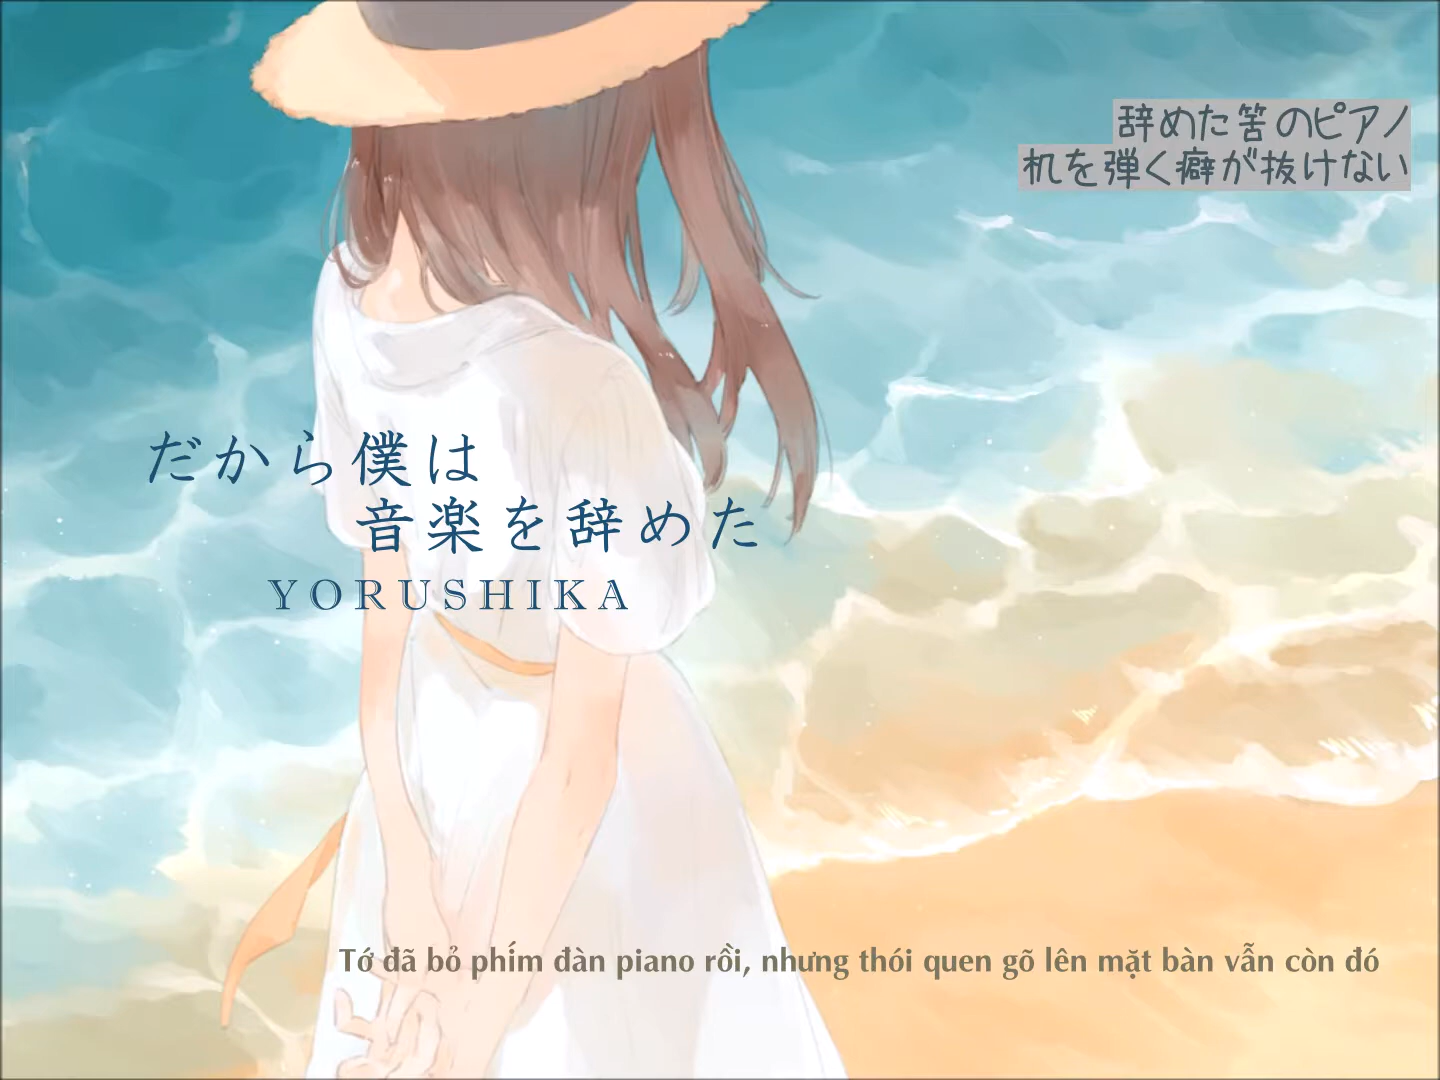 辞めた筈のピアノ
机を弾く癖が抜けない
だから僕は
音楽を辞めた
YORUSHIKA
Tớ đã bỏ phím đàn piano rồi, nhưng thói quen gõ lên mặt bàn vẫn còn đó